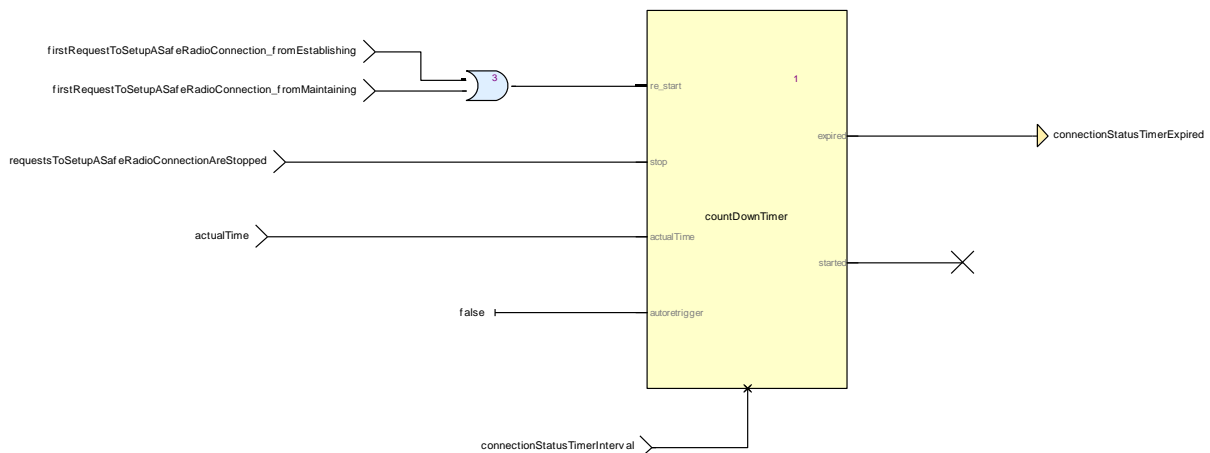 firstRequestToSetupASafeRadioConnection_fromEstablishing
3
1
firstRequestToSetupASafeRadioConnection_fromMaintaining
re_start
expired
connectionStatusTimerExpired
requestsToSetupASafeRadioConnectionAreStopped
stop
countDownTimer
actualTime
actualTime
started
false
autoretrigger
connectionStatusTimerInterval